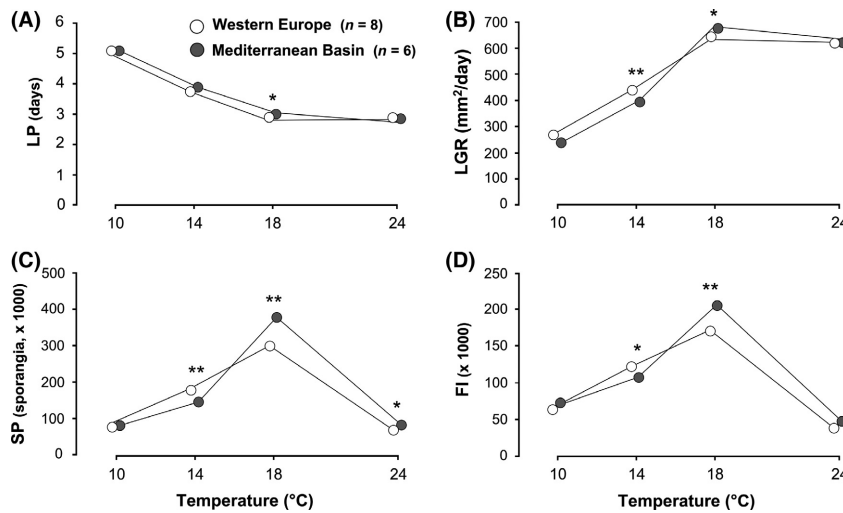 (A)
Western Europe (n = 8)
Mediterranean Basin (n = 6)
LP (days)
6
5
4
3
2
1
0
*
10 14 18 24
(B)
LGR (mm²/day)
700
600
500
400
300
200
100
0
**
*
10 14 18 24
(C)
SP (sporangia, x 1000)
500
400
300
200
100
0
**
**
*
10 14 18 24
Temperature (°C)
(D)
FI (x 1000)
250
200
150
100
50
0
*
**
10 14 18 24
Temperature (°C)